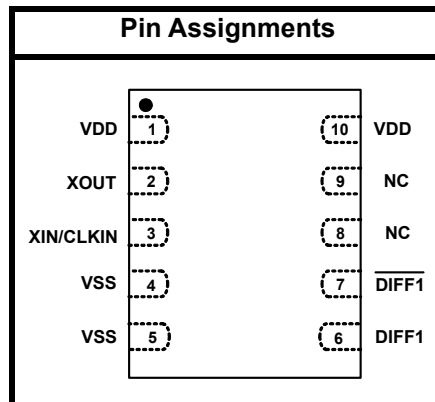 Pin Assignments
VDD 1 10 VDD
XOUT 2 9 NC
XIN/CLKIN 3 8 NC
VSS 4 7 DIFF1
VSS 5 6 DIFF1